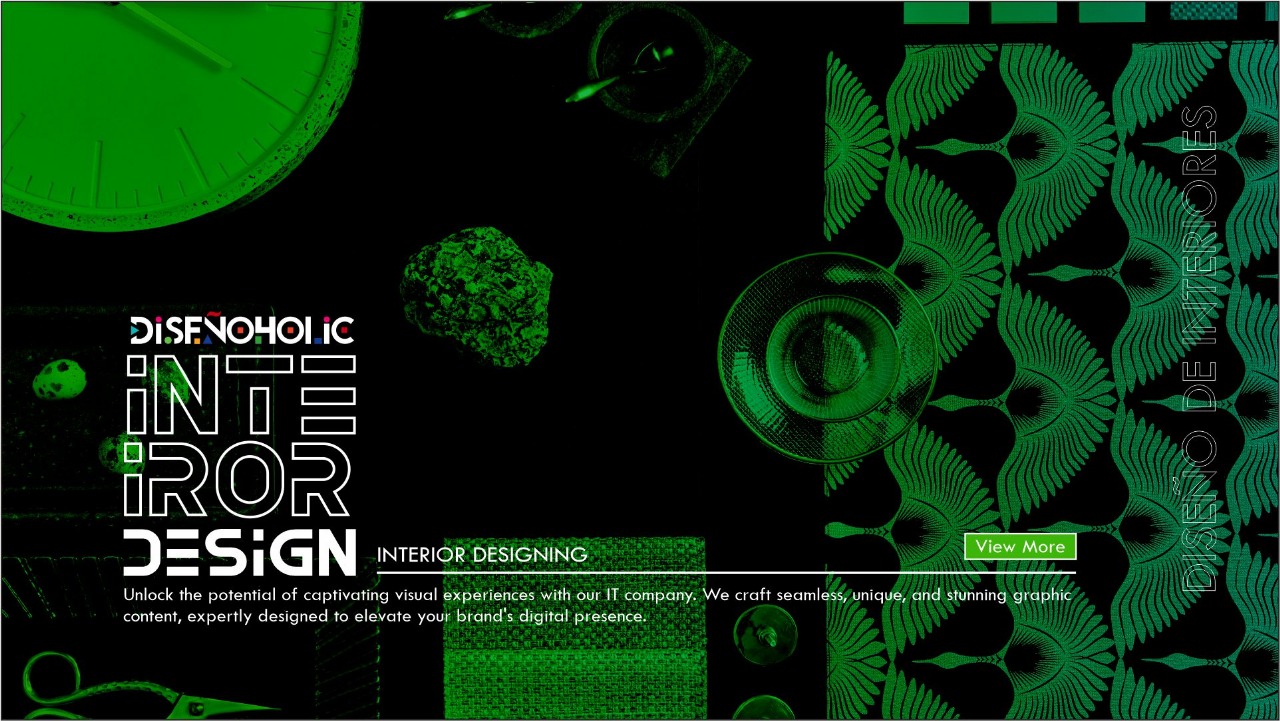 DiSEÑOHOLiC
iNTE
iROR
DESiGN
INTERIOR DESIGNING
View More
Unlock the potential of captivating visual experiences with our IT company. We craft seamless, unique, and stunning graphic
content, expertly designed to elevate your brand's digital presence.
DISEÑO DE INTERIORES